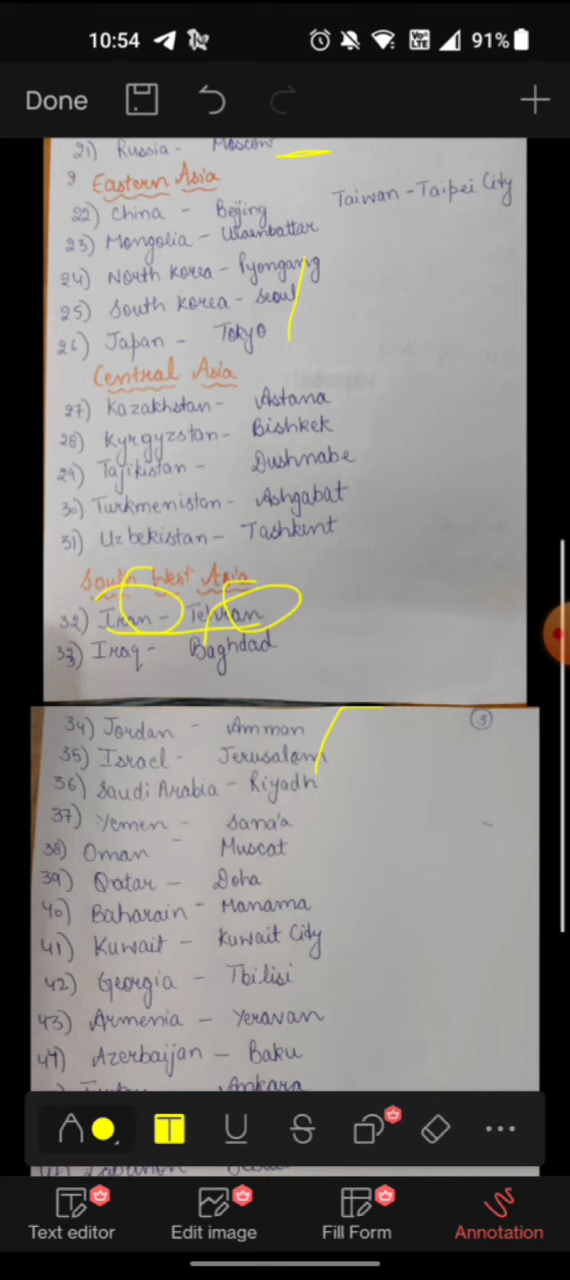 10:54
VoD LTE 91%
Done
21) Russia - Moscow
Eastern Asia
22) China - Beijing
Taiwan - Taipei City
23) Mongolia - Ulaanbattar
24) North Korea - Pyongang
25) South Korea - Seoul
26) Japan - Tokyo
Central Asia
27) Kazakhstan - Astana
28) Kyrgyzstan - Bishkek
29) Tajikistan - Dushnabe
30) Turkmenistan - Ashgabat
31) Uzbekistan - Tashkent
South West Asia
32) Iran - Tehran
33) Iraq - Baghdad
3
34) Jordan - Amman
35) Israel - Jerusalam
36) Saudi Arabia - Riyadh
37) Yemen - Sana'a
38) Oman - Muscat
39) Qatar - Doha
40) Baharain - Manama
41) Kuwait - Kuwait City
42) Georgia - Tbilisi
43) Armenia - Yeravan
44) Azerbaijan - Baku
Ankara
T U S
Text editor Edit image Fill Form Annotation